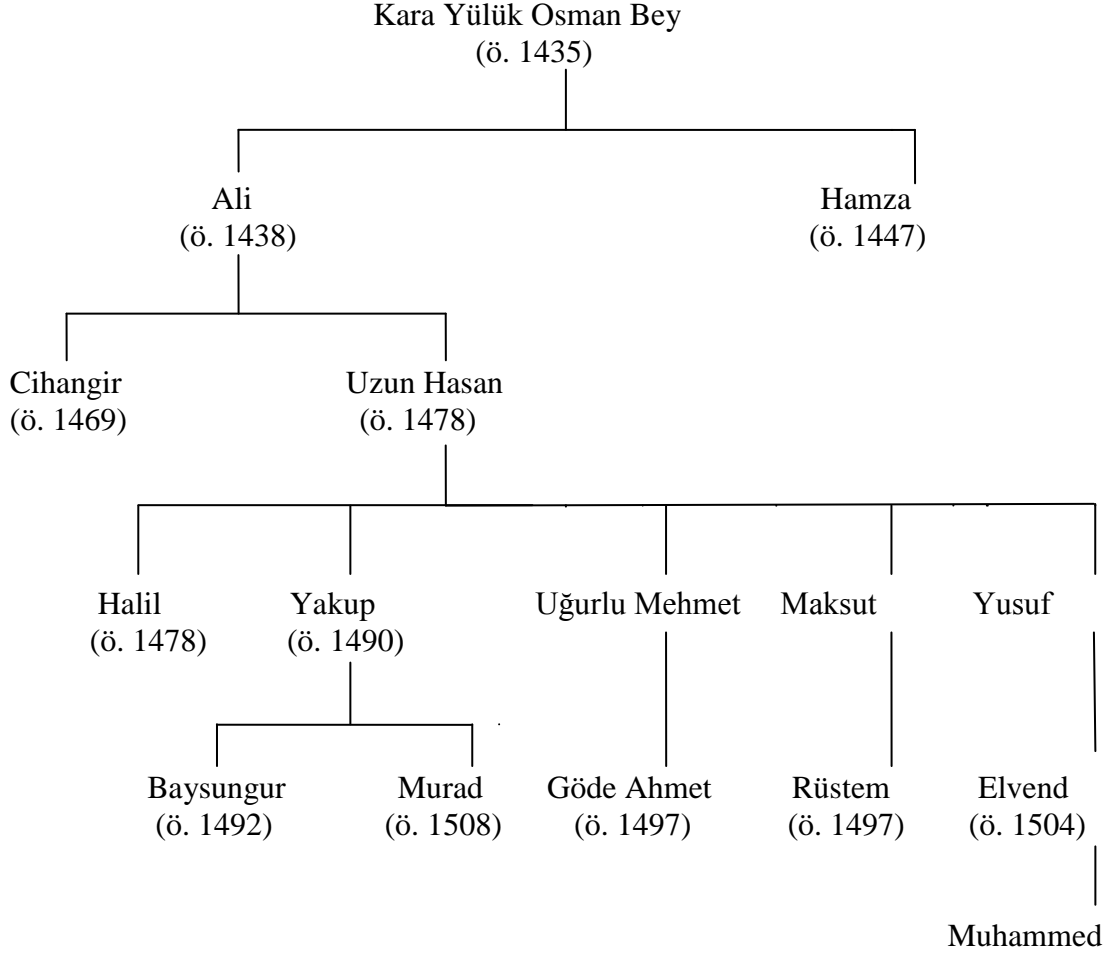 Kara Yülük Osman Bey
(ö. 1435)
Ali
(ö. 1438)
Hamza
(ö. 1447)
Cihangir
(ö. 1469)
Uzun Hasan
(ö. 1478)
Halil
(ö. 1478)
Yakup
(ö. 1490)
Uğurlu Mehmet
Maksut
Yusuf
Baysungur
(ö. 1492)
Murad
(ö. 1508)
Göde Ahmet
(ö. 1497)
Rüstem
(ö. 1497)
Elvend
(ö. 1504)
Muhammed